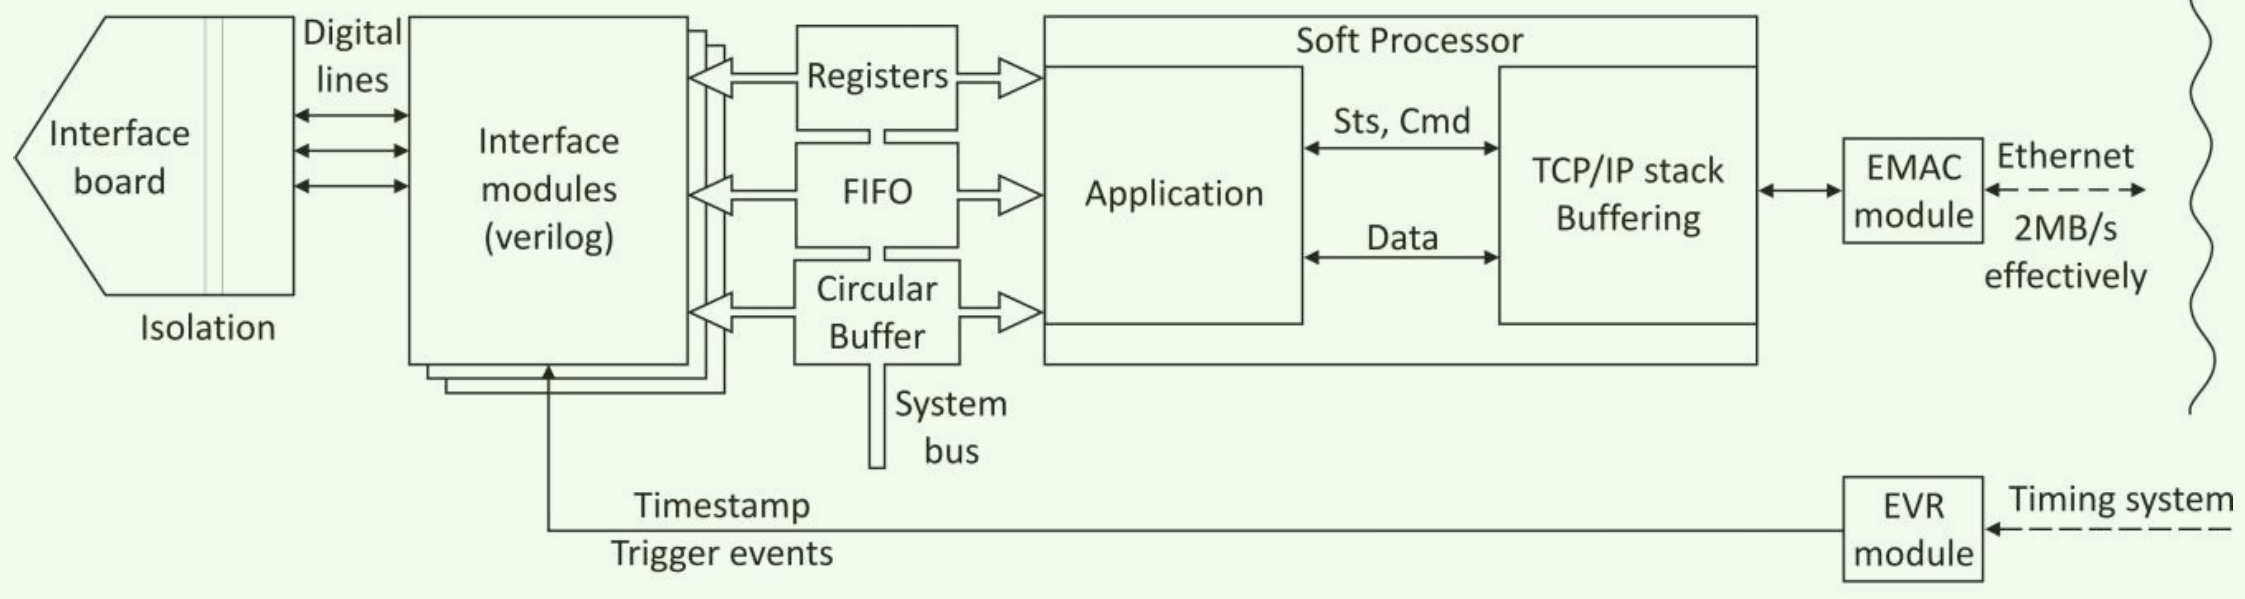 Interface
board
Isolation
Digital
lines
Interface
modules
(verilog)
Registers
FIFO
Circular
Buffer
System
bus
Soft Processor
Application
Sts, Cmd
Data
TCP/IP stack
Buffering
EMAC
module
Ethernet
2MB/s
effectively
Timestamp
Trigger events
EVR
module
Timing system